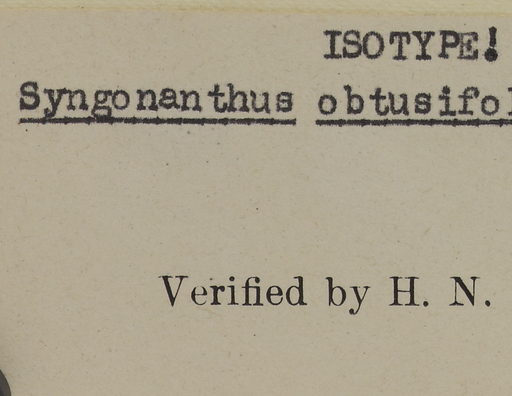 ISOTYPE!
Syngonanthus obtusifol
Verified by H. N.